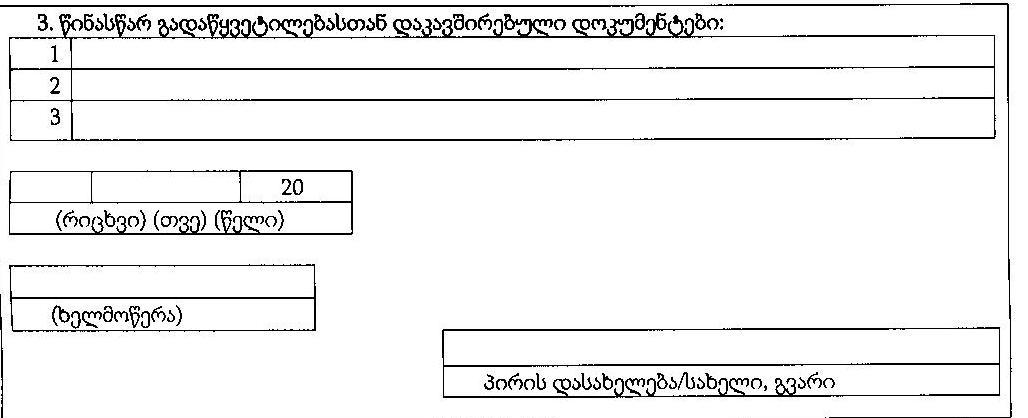 3. წინასწარ გადაწყვეტილებასთან დაკავშირებული დოკუმენტები:
1
2
3
20
(რიცხვი) (თვე) (წელი)
(ხელმოწერა)
პირის დასახელება/სახელი, გვარი